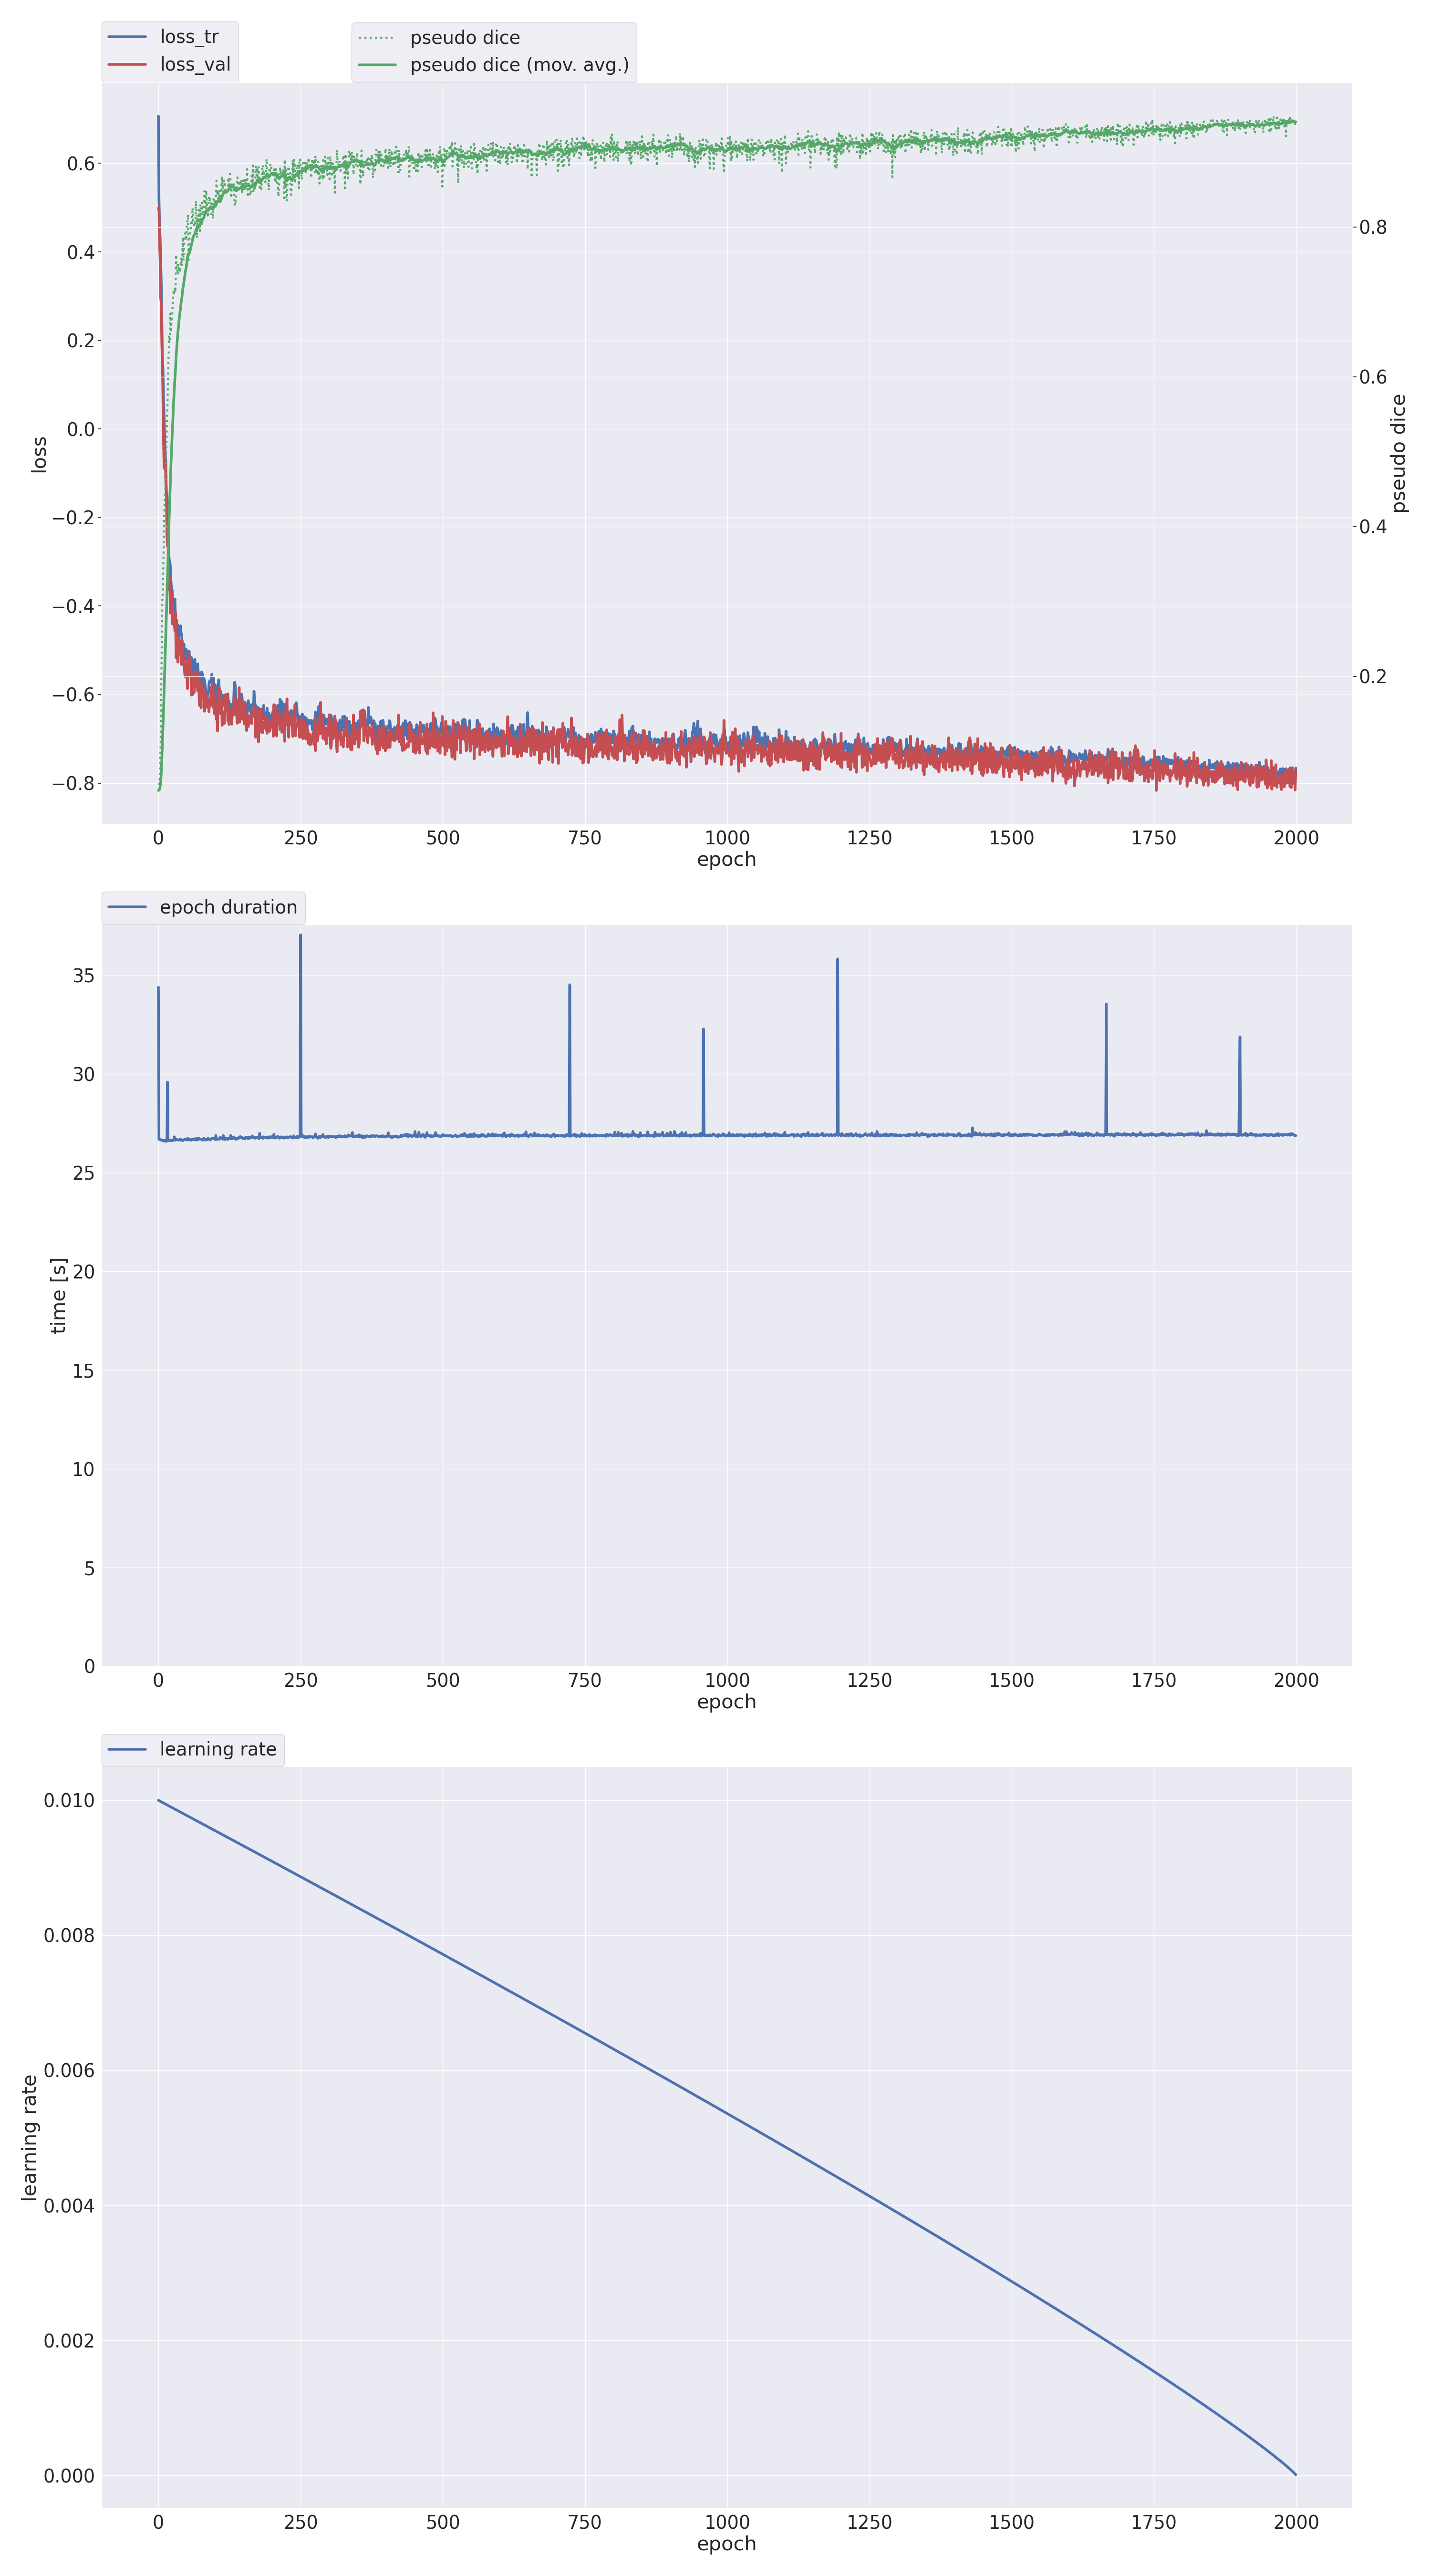 loss_tr
loss_val
pseudo dice
pseudo dice (mov. avg.)
0.6
0.4
0.2
0.0
−0.2
−0.4
−0.6
−0.8
loss
0.8
0.6
0.4
0.2
pseudo dice
0 250 500 750 1000 1250 1500 1750 2000
epoch
epoch duration
35
30
25
20
15
10
5
0
time [s]
0 250 500 750 1000 1250 1500 1750 2000
epoch
learning rate
0.010
0.008
0.006
0.004
0.002
0.000
learning rate
0 250 500 750 1000 1250 1500 1750 2000
epoch